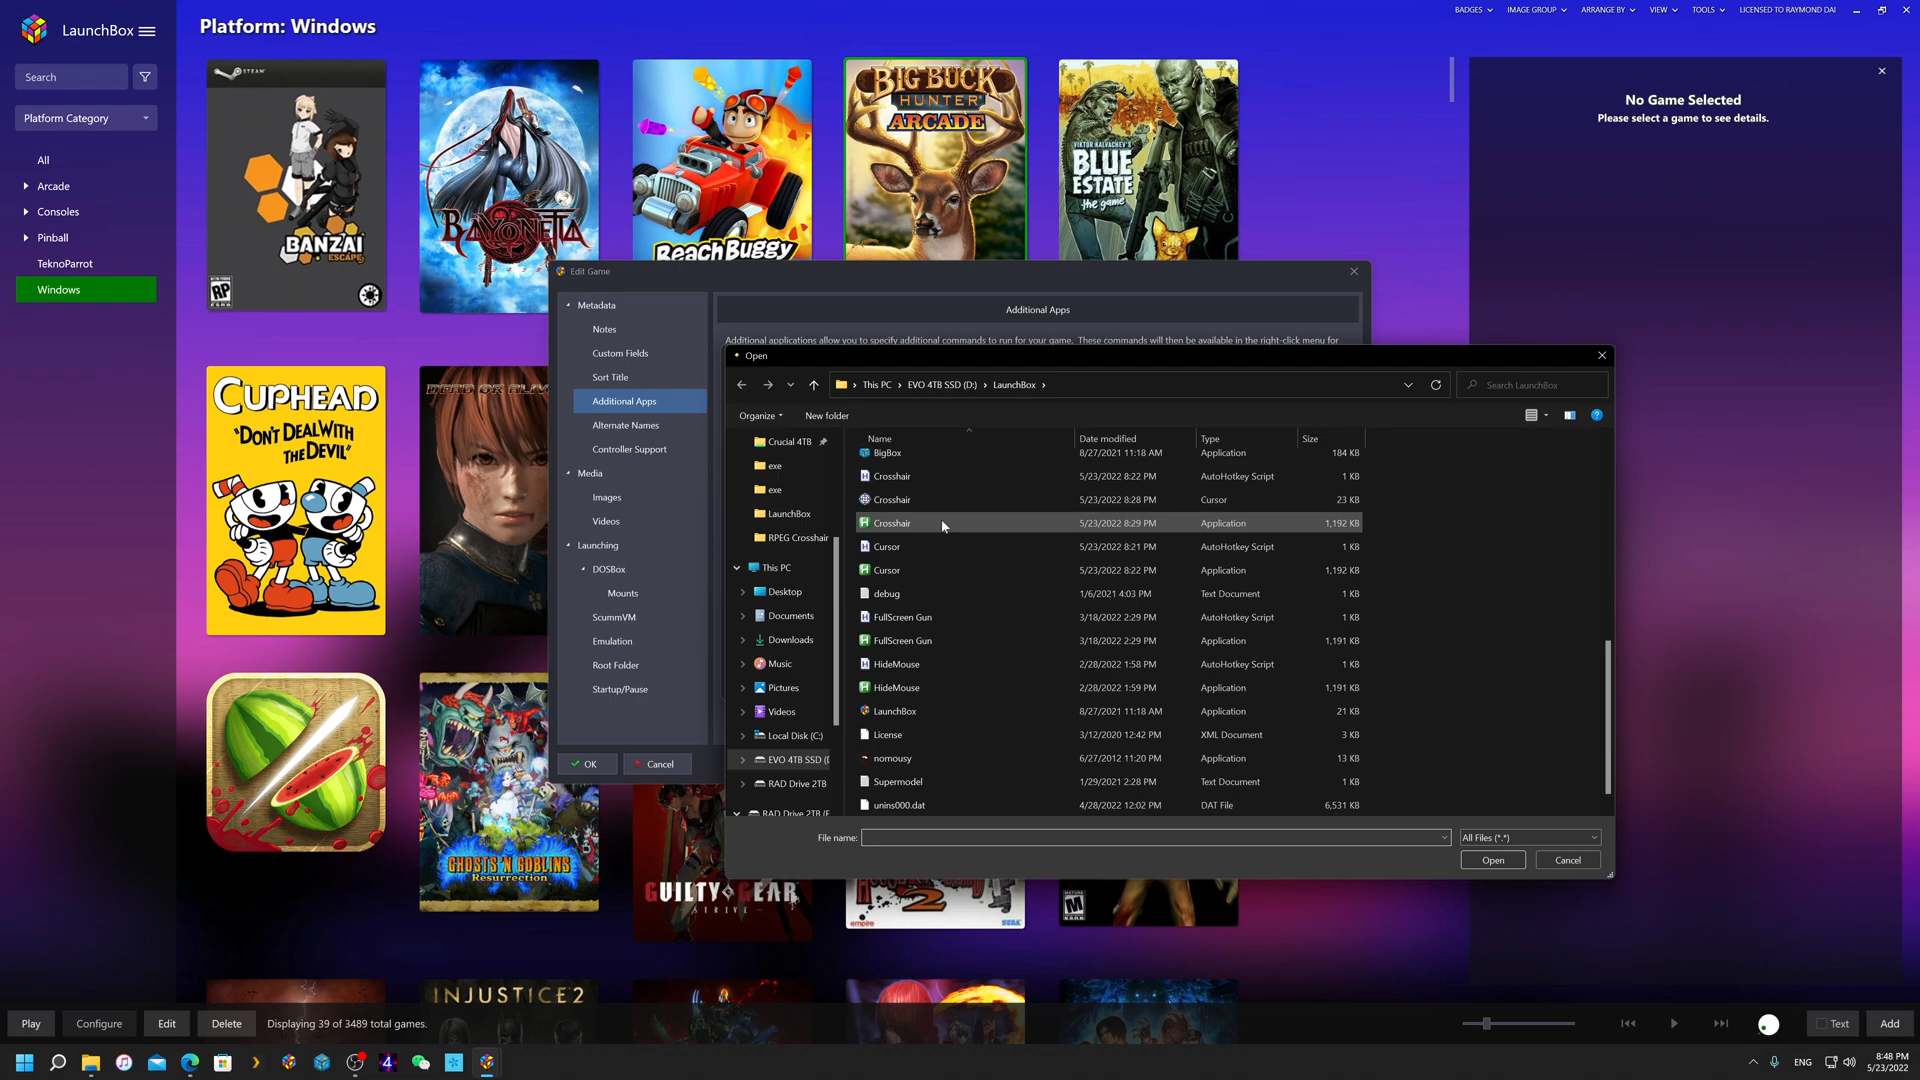 LaunchBox
Platform: Windows
BADGES
IMAGE GROUP
ARRANGE BY
VIEW
TOOLS
LICENSED TO RAYMOND DAI
Search
Platform Category
All
Arcade
Consoles
Pinball
TeknoParrot
Windows
STEAM
BANZAI
ESCAPE
RP
BAYONETTA
Beach Buggy
BIG BUCK
HUNTER
ARCADE
VIKTOR KALVACHEV'S
BLUE
ESTATE
the game
No Game Selected
Please select a game to see details.
CUPHEAD
"DON'T DEAL WITH
THE DEVIL"
DEAD OR ALIVE
GHOSTS 'N GOBLINS
Resurrection
GUILTY GEAR
STRIVE
2
empire
SEGA
M
INJUSTICE 2
Edit Game
Metadata
Notes
Custom Fields
Sort Title
Additional Apps
Alternate Names
Controller Support
Media
Images
Videos
Launching
DOSBox
Mounts
ScummVM
Emulation
Root Folder
Startup/Pause
OK
Cancel
Additional Apps
Additional applications allow you to specify additional commands to run for your game. These commands will then be available in the right-click menu for
Open
This PC > EVO 4TB SSD (D:) > LaunchBox >
Search LaunchBox
Organize
New folder
Crucial 4TB
exe
exe
LaunchBox
RPEG Crosshair
This PC
Desktop
Documents
Downloads
Music
Pictures
Videos
Local Disk (C:)
EVO 4TB SSD (
RAD Drive 2TB
RAD Drive 2TB (F
Name Date modified Type Size
BigBox 8/27/2021 11:18 AM Application 184 KB
Crosshair 5/23/2022 8:22 PM AutoHotkey Script 1 KB
Crosshair 5/23/2022 8:28 PM Cursor 23 KB
Crosshair 5/23/2022 8:29 PM Application 1,192 KB
Cursor 5/23/2022 8:21 PM AutoHotkey Script 1 KB
Cursor 5/23/2022 8:22 PM Application 1,192 KB
debug 1/6/2021 4:03 PM Text Document 1 KB
FullScreen Gun 3/18/2022 2:29 PM AutoHotkey Script 1 KB
FullScreen Gun 3/18/2022 2:29 PM Application 1,191 KB
HideMouse 2/28/2022 1:58 PM AutoHotkey Script 1 KB
HideMouse 2/28/2022 1:59 PM Application 1,191 KB
LaunchBox 8/27/2021 11:18 AM Application 21 KB
License 3/12/2020 12:42 PM XML Document 3 KB
nomousy 6/27/2012 11:20 PM Application 13 KB
Supermodel 1/29/2021 2:28 PM Text Document 1 KB
unins000.dat 4/28/2022 12:02 PM DAT File 6,531 KB
File name:
All Files (*.*)
Open
Cancel
Play
Configure
Edit
Delete
Displaying 39 of 3489 total games.
Text
Add
4
ENG
8:48 PM
5/23/2022